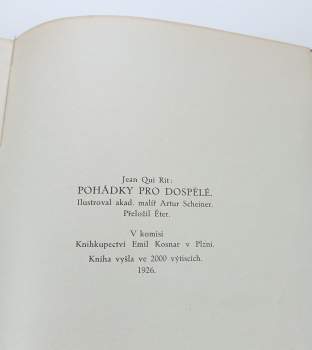 Jean Qui Rit:
POHÁDKY PRO DOSPĚLÉ.
Ilustroval akad. malíř Artur Scheiner.
Přeložil Éter.
V komisi
Knihkupectví Emil Kosnar v Plzni.
Kniha vyšla ve 2000 výtiscích.
1926.